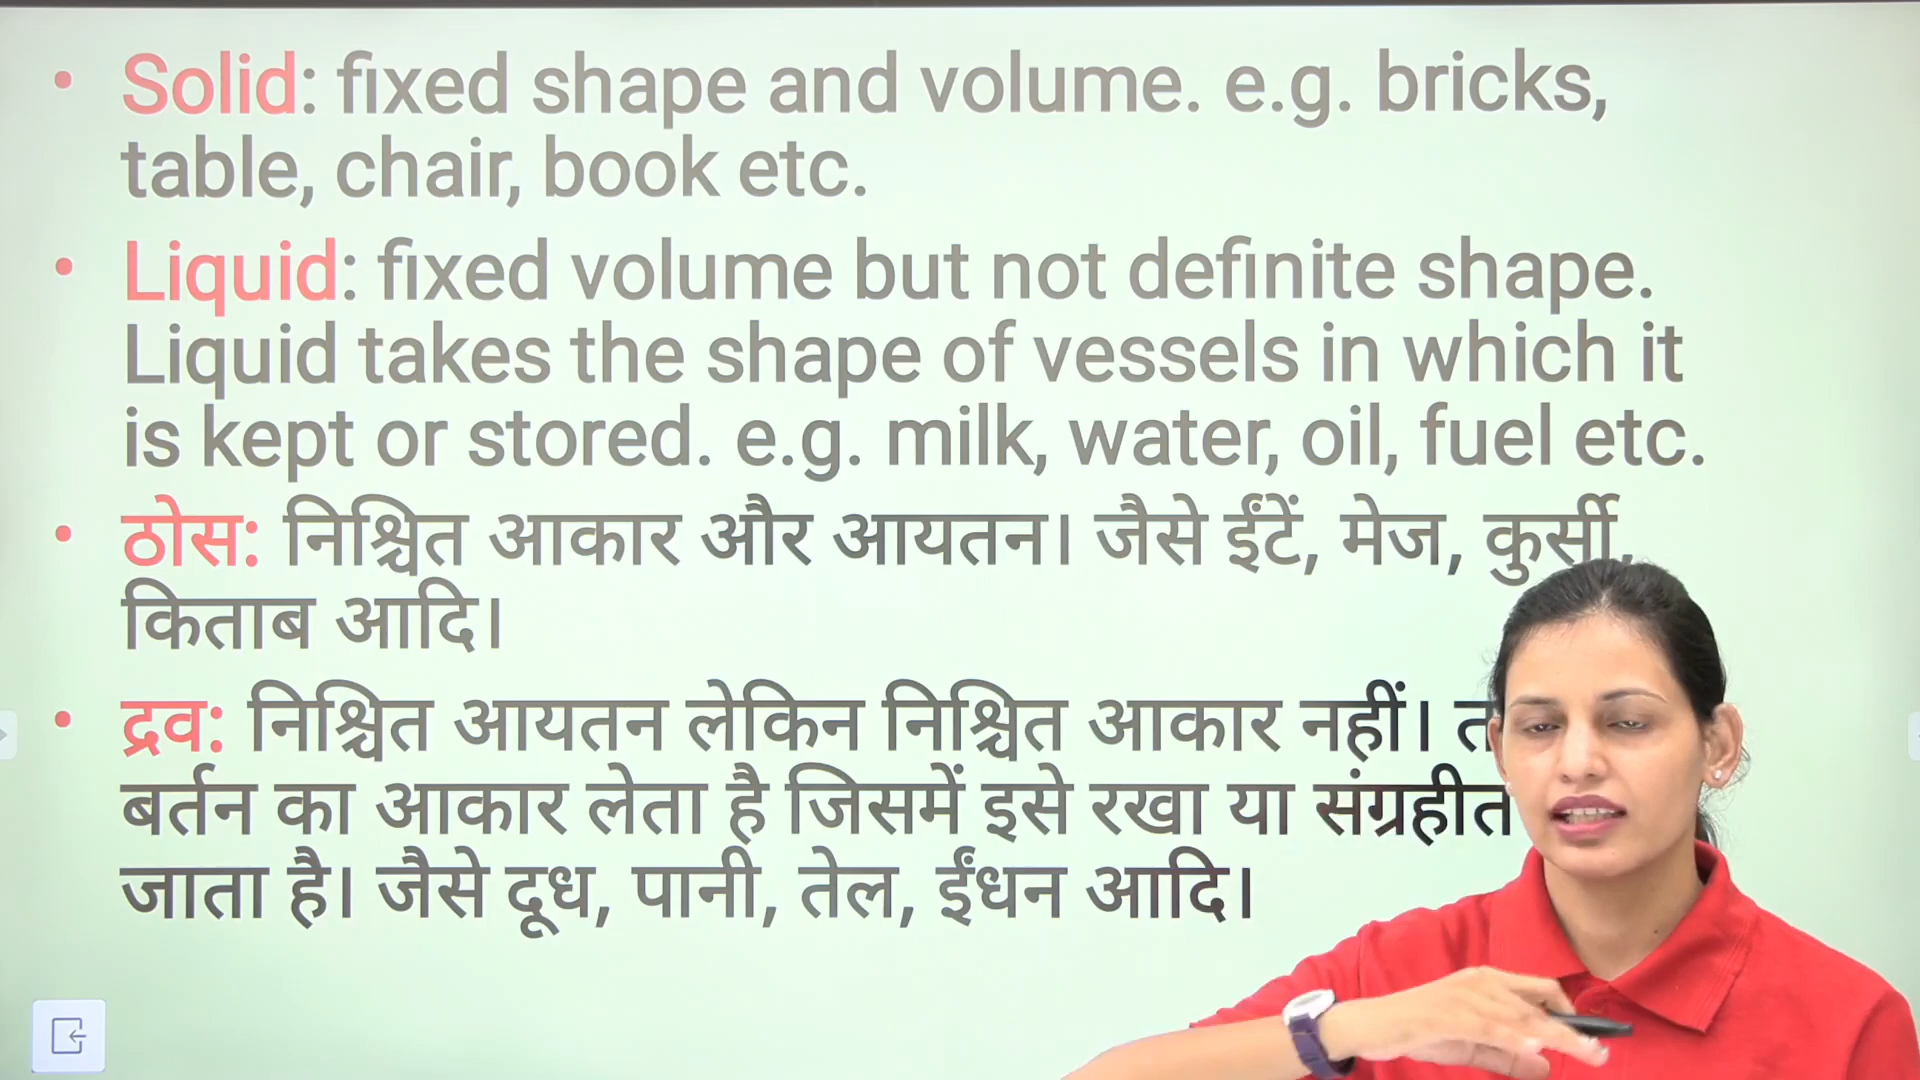 • Solid: fixed shape and volume. e.g. bricks,
table, chair, book etc.
• Liquid: fixed volume but not definite shape.
Liquid takes the shape of vessels in which it
is kept or stored. e.g. milk, water, oil, fuel etc.
• ठोस: निश्चित आकार और आयतन। जैसे ईंटें, मेज, कुर्सी,
किताब आदि।
• द्रव: निश्चित आयतन लेकिन निश्चित आकार नहीं।
बर्तन का आकार लेता है जिसमें इसे रखा या संग्रहीत
जाता है। जैसे दूध, पानी, तेल, ईंधन आदि।